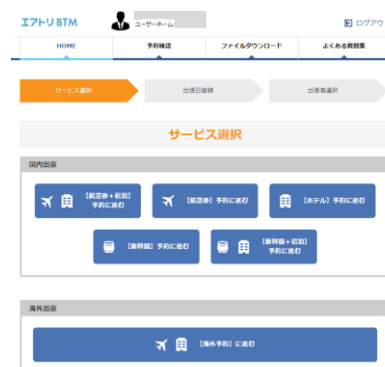 エアトリ BTM
ユーザーネーム
ログアウ
HOME
予約確認
ファイルダウンロード
よくある質問集
サービス選択
出張日登録
出張者選択
サービス選択
国内出張
【航空券＋宿泊】
予約に進む
【航空券】予約に進む
【ホテル】予約に進む
【新幹線】予約に進む
【新幹線＋宿泊】
予約に進む
海外出張
【海外予約】に進む